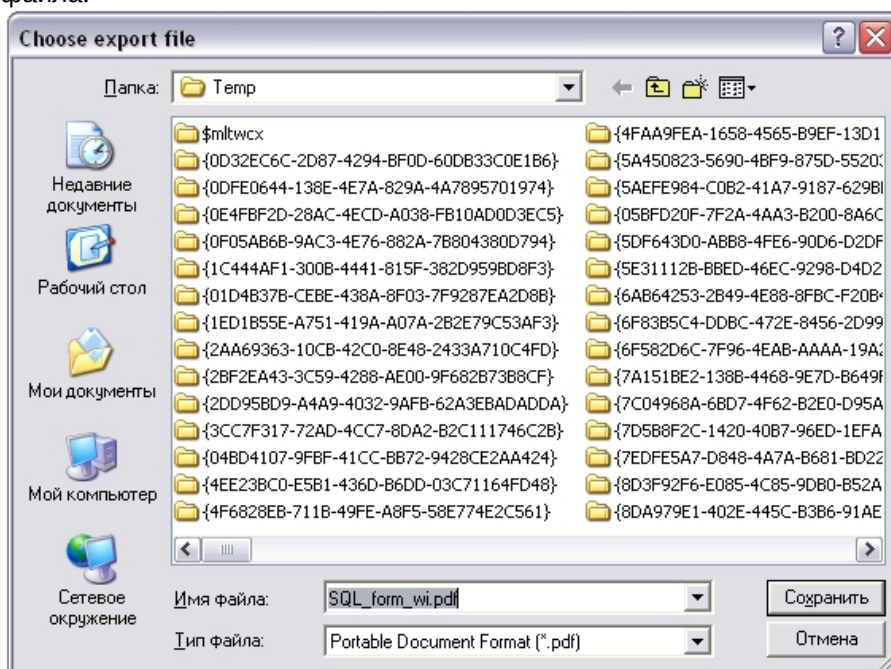 файла.
Choose export file
Папка:
Temp
Недавние
документы
Рабочий стол
Мои документы
Мой компьютер
Сетевое
окружение
$mltwcx
{0D32EC6C-2D87-4294-BF0D-60DB33C0E1B6}
{0DFE0644-138E-4E7A-829A-4A7895701974}
{0E4FBF2D-28AC-4ECD-A038-FB10AD0D3EC5}
{0F05AB6B-9AC3-4E76-882A-7B804380D794}
{1C444AF1-300B-4441-815F-382D959BD8F3}
{01D4B37B-CEBE-438A-8F03-7F9287EA2D8B}
{1ED1B55E-A751-419A-A07A-2B2E79C53AF3}
{2AA69363-10CB-42C0-8E48-2433A710C4FD}
{2BF2EA43-3C59-4288-AE00-9F682B73B8CF}
{2DD95BD9-A4A9-4032-9AFB-62A3EBADADDA}
{3CC7F317-72AD-4CC7-8DA2-B2C111746C2B}
{04BD4107-9FBF-41CC-BB72-9428CE2AA424}
{4EE23BC0-E5B1-436D-B6DD-03C71164FD48}
{4F6828EB-711B-49FE-A8F5-58E774E2C561}
{4FAA9FEA-1658-4565-B9EF-13D1
{5A450823-5690-4BF9-875D-5520
{5AEFE984-C0B2-41A7-9187-629B
{05BFD20F-7F2A-4AA3-B200-8A6C
{5DF643D0-ABB8-4FE6-90D6-D2DF
{5E31112B-BBED-46EC-9298-D4D2
{6AB64253-2B49-4E88-8FBC-F20B
{6F83B5C4-DDBC-472E-8456-2D99
{6F582D6C-7F96-4EAB-AAAA-19A
{7A151BE2-138B-4468-9E7D-B649
{7C04968A-6BD7-4F62-B2E0-D95A
{7D5B8F2C-1420-40B7-96ED-1EFA
{7EDFE5A7-D848-4A7A-B681-BD22
{8D3F92F6-E085-4C85-9DB0-B52A
{8DA979E1-402E-445C-B3B6-91AE
Имя файла:
SQL_form_wi.pdf
Сохранить
Тип файла:
Portable Document Format (*.pdf)
Отмена